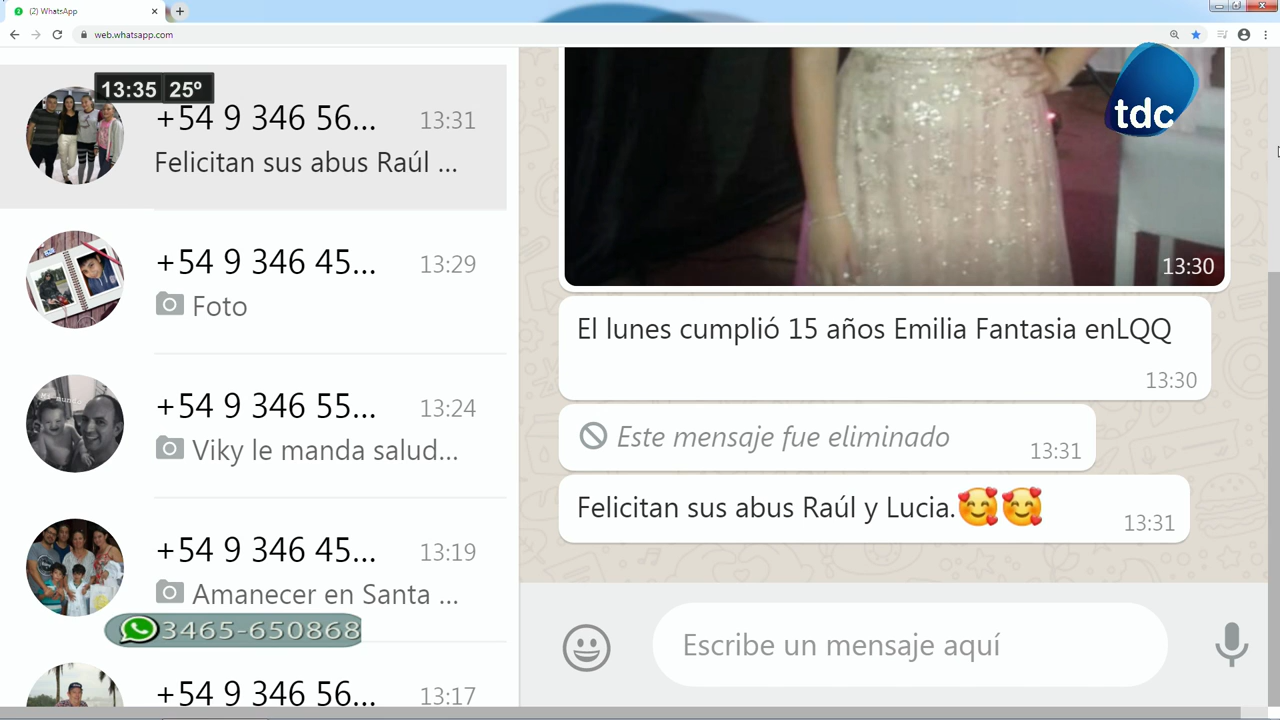 (2) WhatsApp
web.whatsapp.com
13:35 25º
+54 9 346 56... 13:31
Felicitan sus abus Raúl ...
+54 9 346 45... 13:29
Foto
+54 9 346 55... 13:24
Viky le manda salud...
+54 9 346 45... 13:19
Amanecer en Santa ...
3465-650868
+54 9 346 56... 13:17
tdc
13:30
El lunes cumplió 15 años Emilia Fantasia enLQQ
13:30
Este mensaje fue eliminado
13:31
Felicitan sus abus Raúl y Lucia.🥰🥰
13:31
Escribe un mensaje aquí